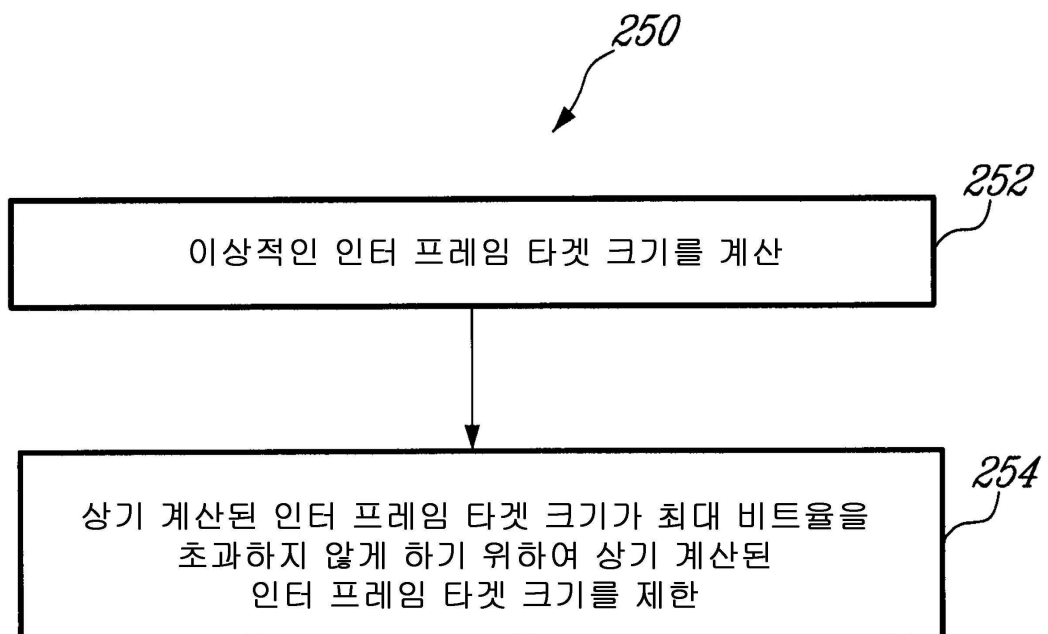 250
252
이상적인 인터 프레임 타겟 크기를 계산
254
상기 계산된 인터 프레임 타겟 크기가 최대 비트율을
초과하지 않게 하기 위하여 상기 계산된
인터 프레임 타겟 크기를 제한